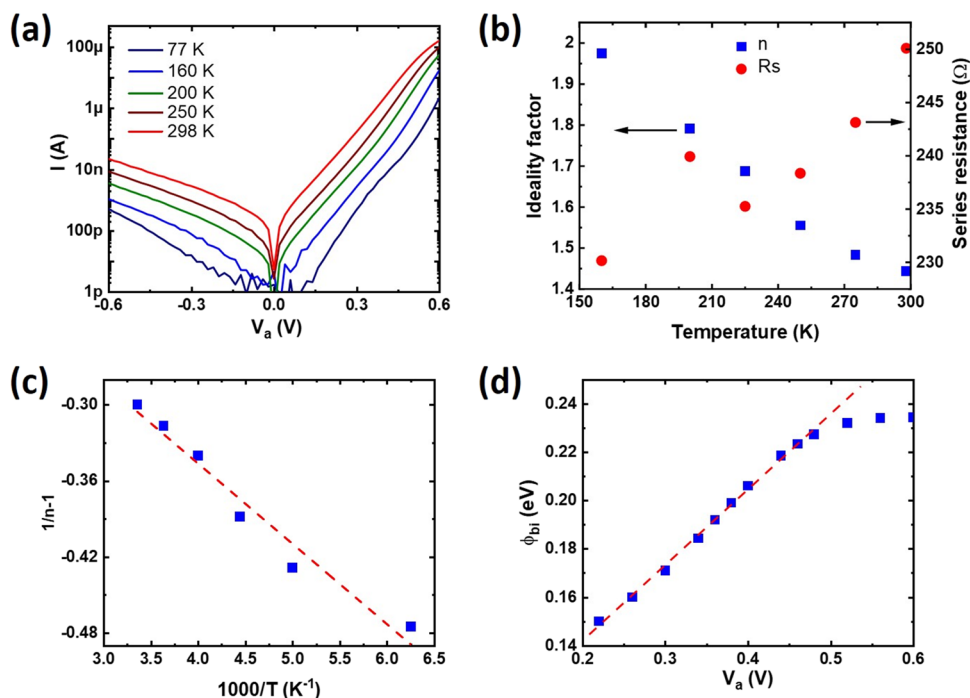 (a)
100μ
1μ
10n
100p
1p
I (A)
77 K
160 K
200 K
250 K
298 K
-0.6
-0.3
0.0
0.3
0.6
Va (V)
(b)
2
1.9
1.8
1.7
1.6
1.5
1.4
Ideality factor
n
Rs
250
245
240
235
230
Series resistance (Ω)
150
180
210
240
270
300
Temperature (K)
(c)
-0.30
-0.36
-0.42
-0.48
1/n-1
3.0
3.5
4.0
4.5
5.0
5.5
6.0
6.5
1000/T (K⁻¹)
(d)
0.24
0.22
0.20
0.18
0.16
0.14
ϕbi (eV)
0.2
0.3
0.4
0.5
0.6
Va (V)